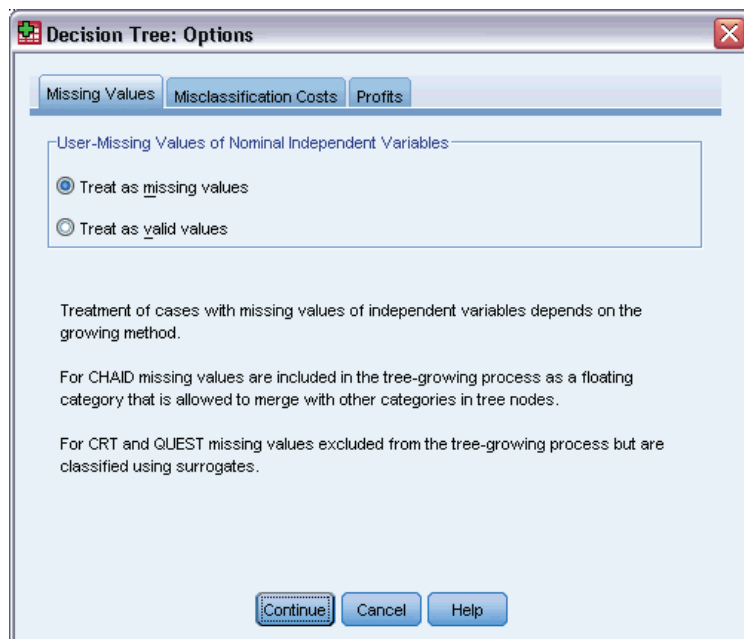 Decision Tree: Options
Missing Values Misclassification Costs Profits
User-Missing Values of Nominal Independent Variables
Treat as missing values
Treat as valid values
Treatment of cases with missing values of independent variables depends on the
growing method.
For CHAID missing values are included in the tree-growing process as a floating
category that is allowed to merge with other categories in tree nodes.
For CRT and QUEST missing values excluded from the tree-growing process but are
classified using surrogates.
Continue Cancel Help